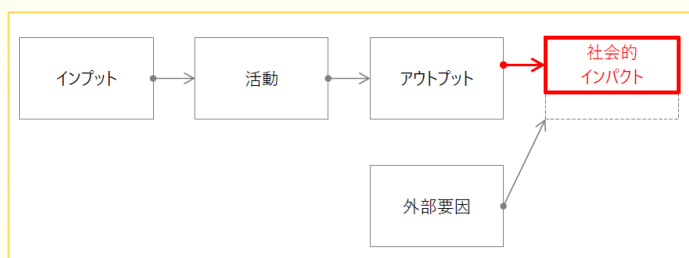 インプット
活動
アウトプット
社会的
インパクト
外部要因